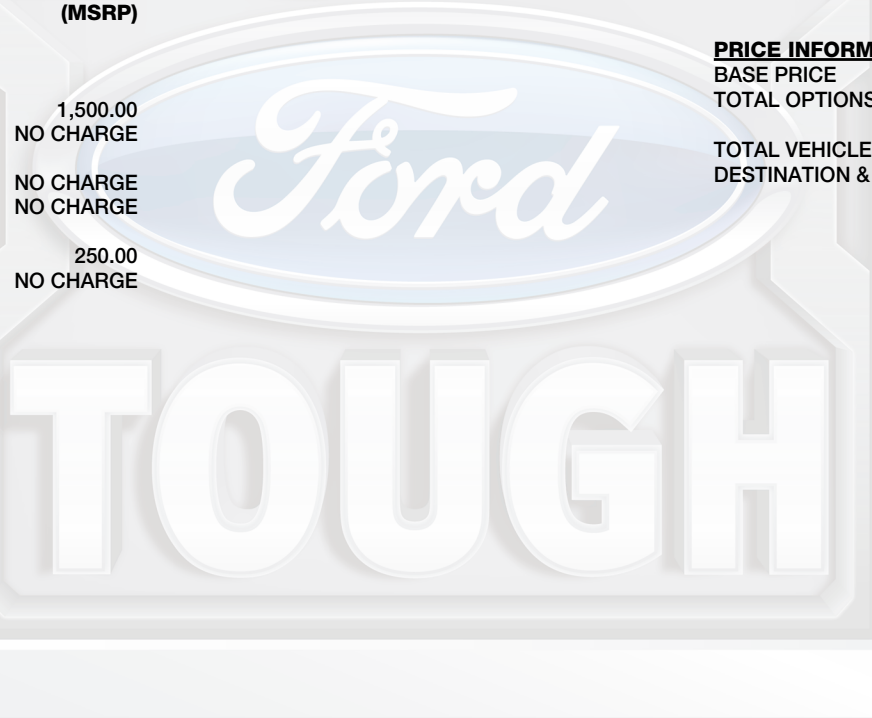 (MSRP)
1,500.00
NO CHARGE
NO CHARGE
NO CHARGE
250.00
NO CHARGE
PRICE INFORM
BASE PRICE
TOTAL OPTIONS
TOTAL VEHICLE
DESTINATION &
Ford
TOUGH